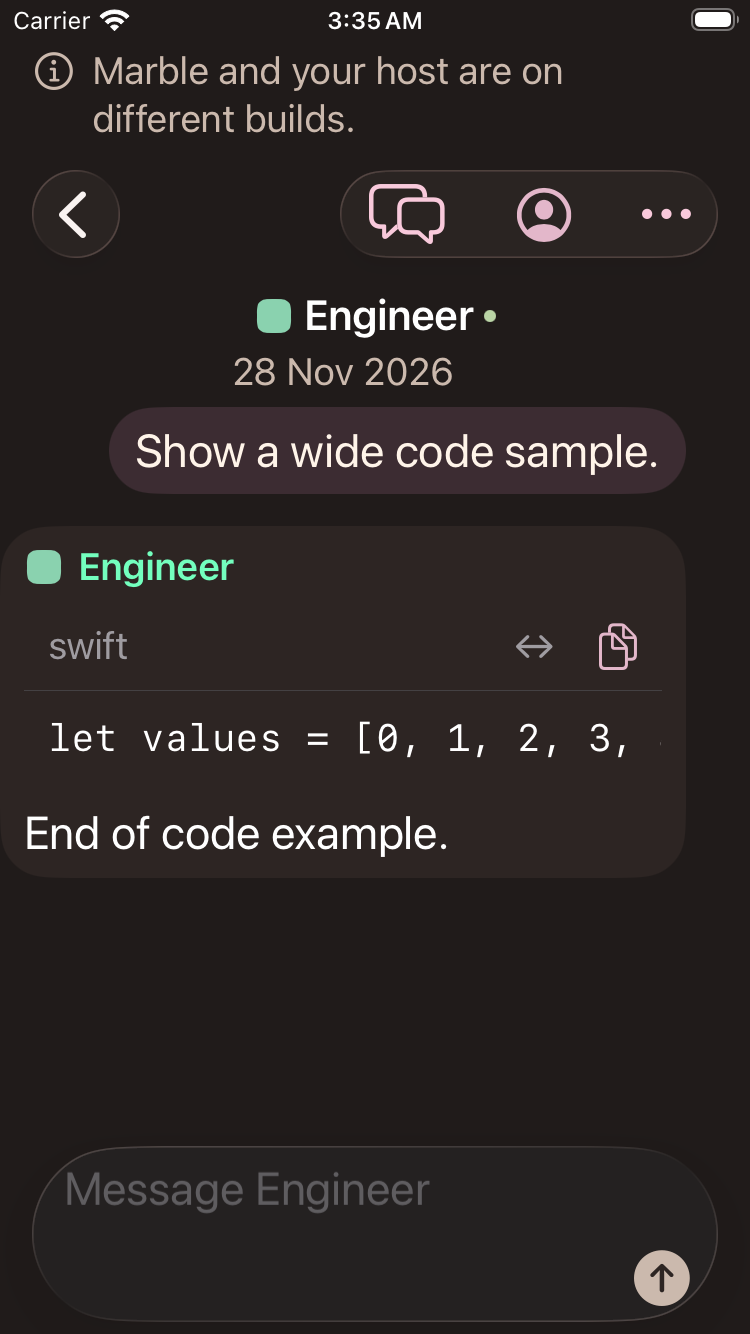 Carrier 3:35 AM
Marble and your host are on
different builds.
Engineer
28 Nov 2026
Show a wide code sample.
Engineer
swift
let values = [0, 1, 2, 3,
End of code example.
Message Engineer